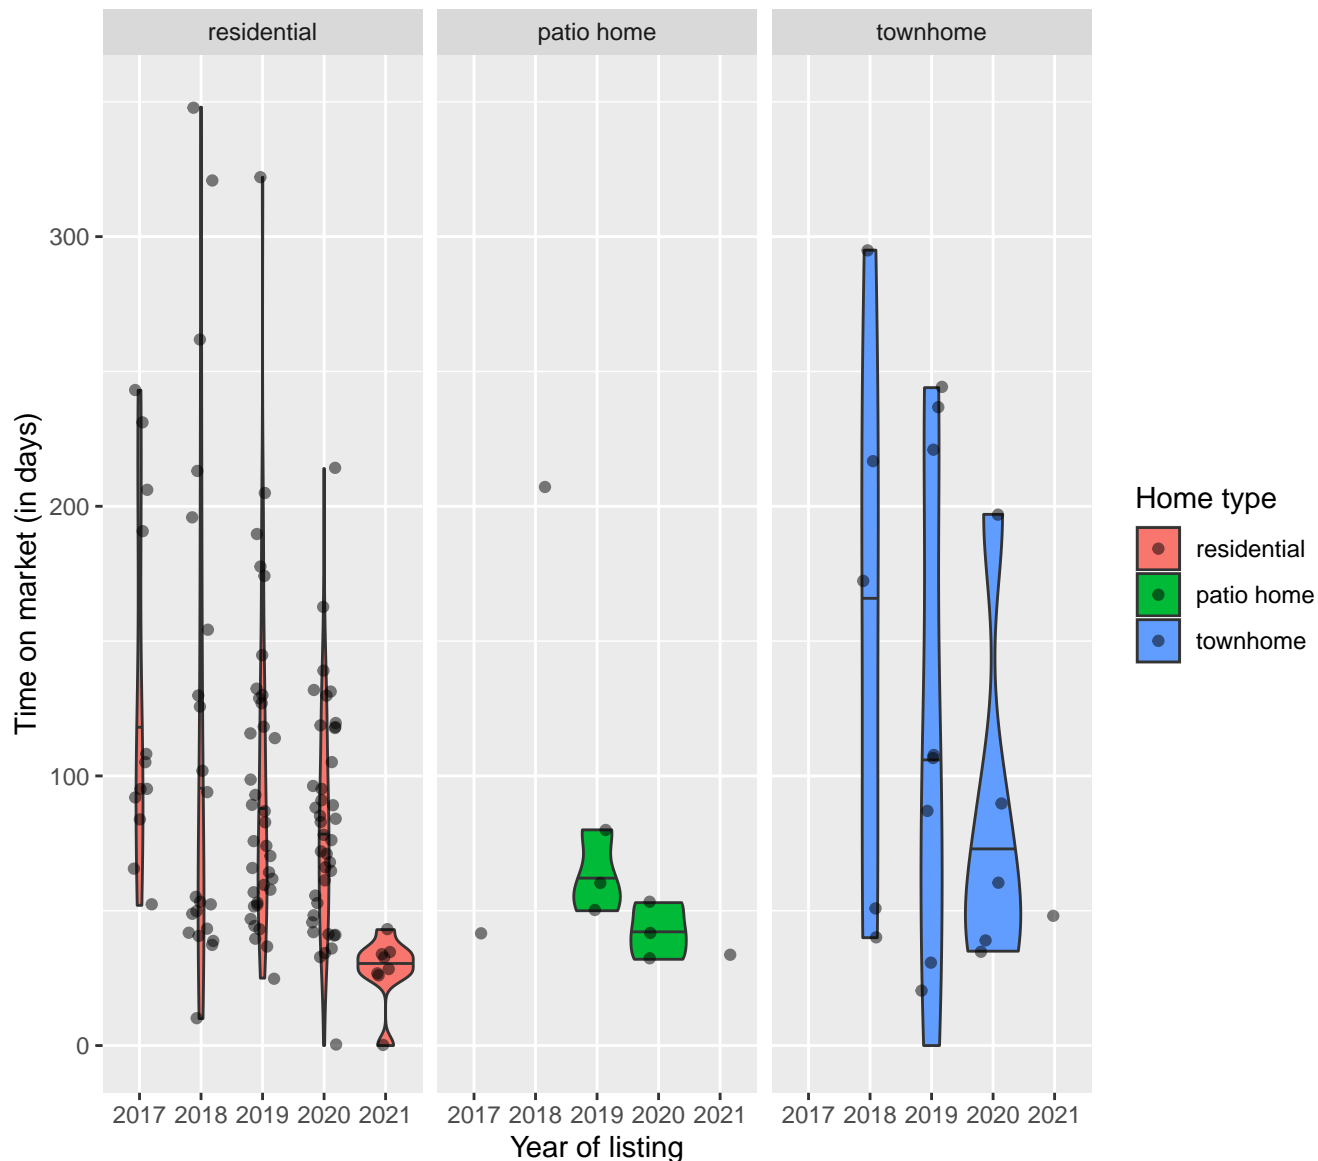 residential patio home townhome
300
200
100
0
Time on market (in days)
2017 2018 2019 2020 2021 2017 2018 2019 2020 2021 2017 2018 2019 2020 2021
Year of listing
Home type
residential
patio home
townhome